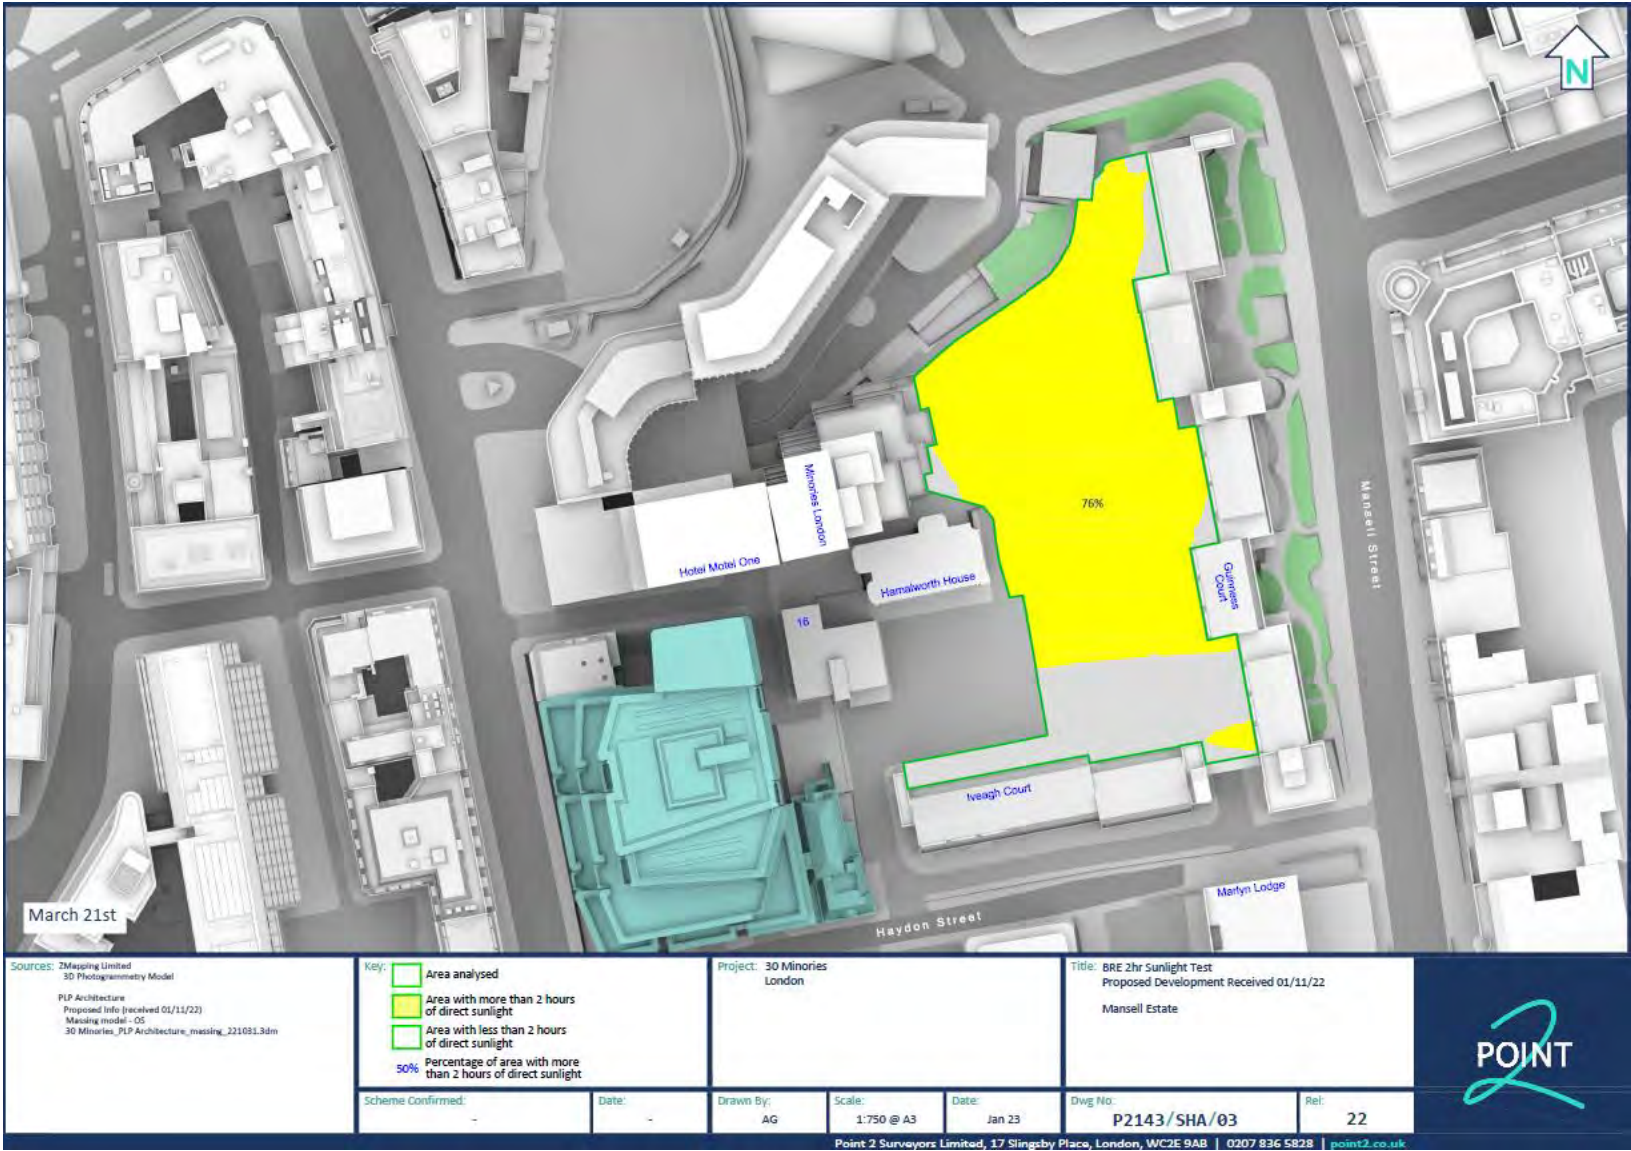 N
76%
Minories London
Hotel Motel One
Hamalworth House
Guinness
Court
Mansell Street
16
Iveagh Court
Martyn Lodge
Haydon Street
March 21st
Sources: ZMapping Limited
3D Photogrammetry Model
PLP Architecture
Proposed Info (received 01/11/22)
Massing model - OS
30 Minories_PLP Architecture_massing_221031.3dm
Key:
Area analysed
Area with more than 2 hours
of direct sunlight
Area with less than 2 hours
of direct sunlight
50% Percentage of area with more
than 2 hours of direct sunlight
Project: 30 Minories
London
Title: BRE 2hr Sunlight Test
Proposed Development Received 01/11/22
Mansell Estate
Scheme Confirmed:
-
Date:
-
Drawn By:
AG
Scale:
1:750 @ A3
Date:
Jan 23
Dwg No:
P2143/SHA/03
Rel:
22
POINT
2
Point 2 Surveyors Limited, 17 Slingsby Place, London, WC2E 9AB | 0207 836 5828 | point2.co.uk